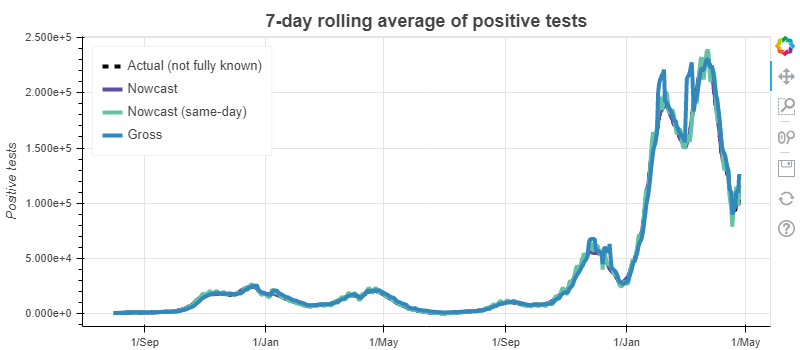 7-day rolling average of positive tests
Actual (not fully known)
Nowcast
Nowcast (same-day)
Gross
Positive tests
2.500e+5
2.000e+5
1.500e+5
1.000e+5
5.000e+4
0.000e+0
1/Sep 1/Jan 1/May 1/Sep 1/Jan 1/May